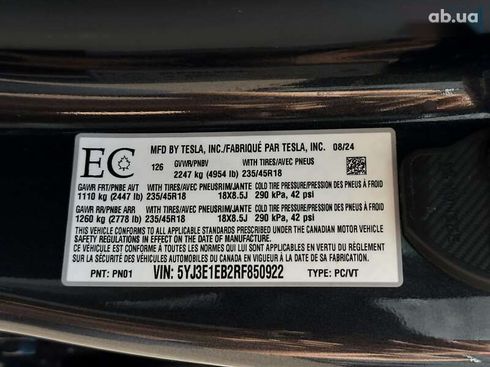 ab.ua
MFD BY TESLA, INC./FABRIQUÉ PAR TESLA, INC. 08/24
EC 126 GVWR/PNBV WITH TIRES/AVEC PNEUS
2247 kg (4954 lb) 235/45R18
GAWR FRT/PNBE AVT WITH TIRES/AVEC PNEUS RIM/JANTE COLD TIRE PRESSURE/PRESSION DES PNEUS À FROID
1110 kg (2447 lb) 235/45R18 18X8.5J 290 kPa, 42 psi
GAWR RR/PNBE ARR WITH TIRES/AVEC PNEUS RIM/JANTE COLD TIRE PRESSURE/PRESSION DES PNEUS À FROID
1260 kg (2778 lb) 235/45R18 18X8.5J 290 kPa, 42 psi
THIS VEHICLE CONFORMS TO ALL APPLICABLE STANDARDS PRESCRIBED UNDER THE CANADIAN MOTOR VEHICLE
SAFETY REGULATIONS IN EFFECT ON THE DATE OF MANUFACTURE / CE VÉHICULE EST CONFORME À TOUTES LES
NORMES QUI LUI SONT APPLICABLES EN VERTU DU RÈGLEMENT
SUR LA SÉCURITÉ DES VÉHICULES AUTOMOBILES DU CANADA EN VIGUEUR À LA DATE DE SA FABRICATION
PNT: PN01 VIN: 5YJ3E1EB2RF850922 TYPE: PC/VT